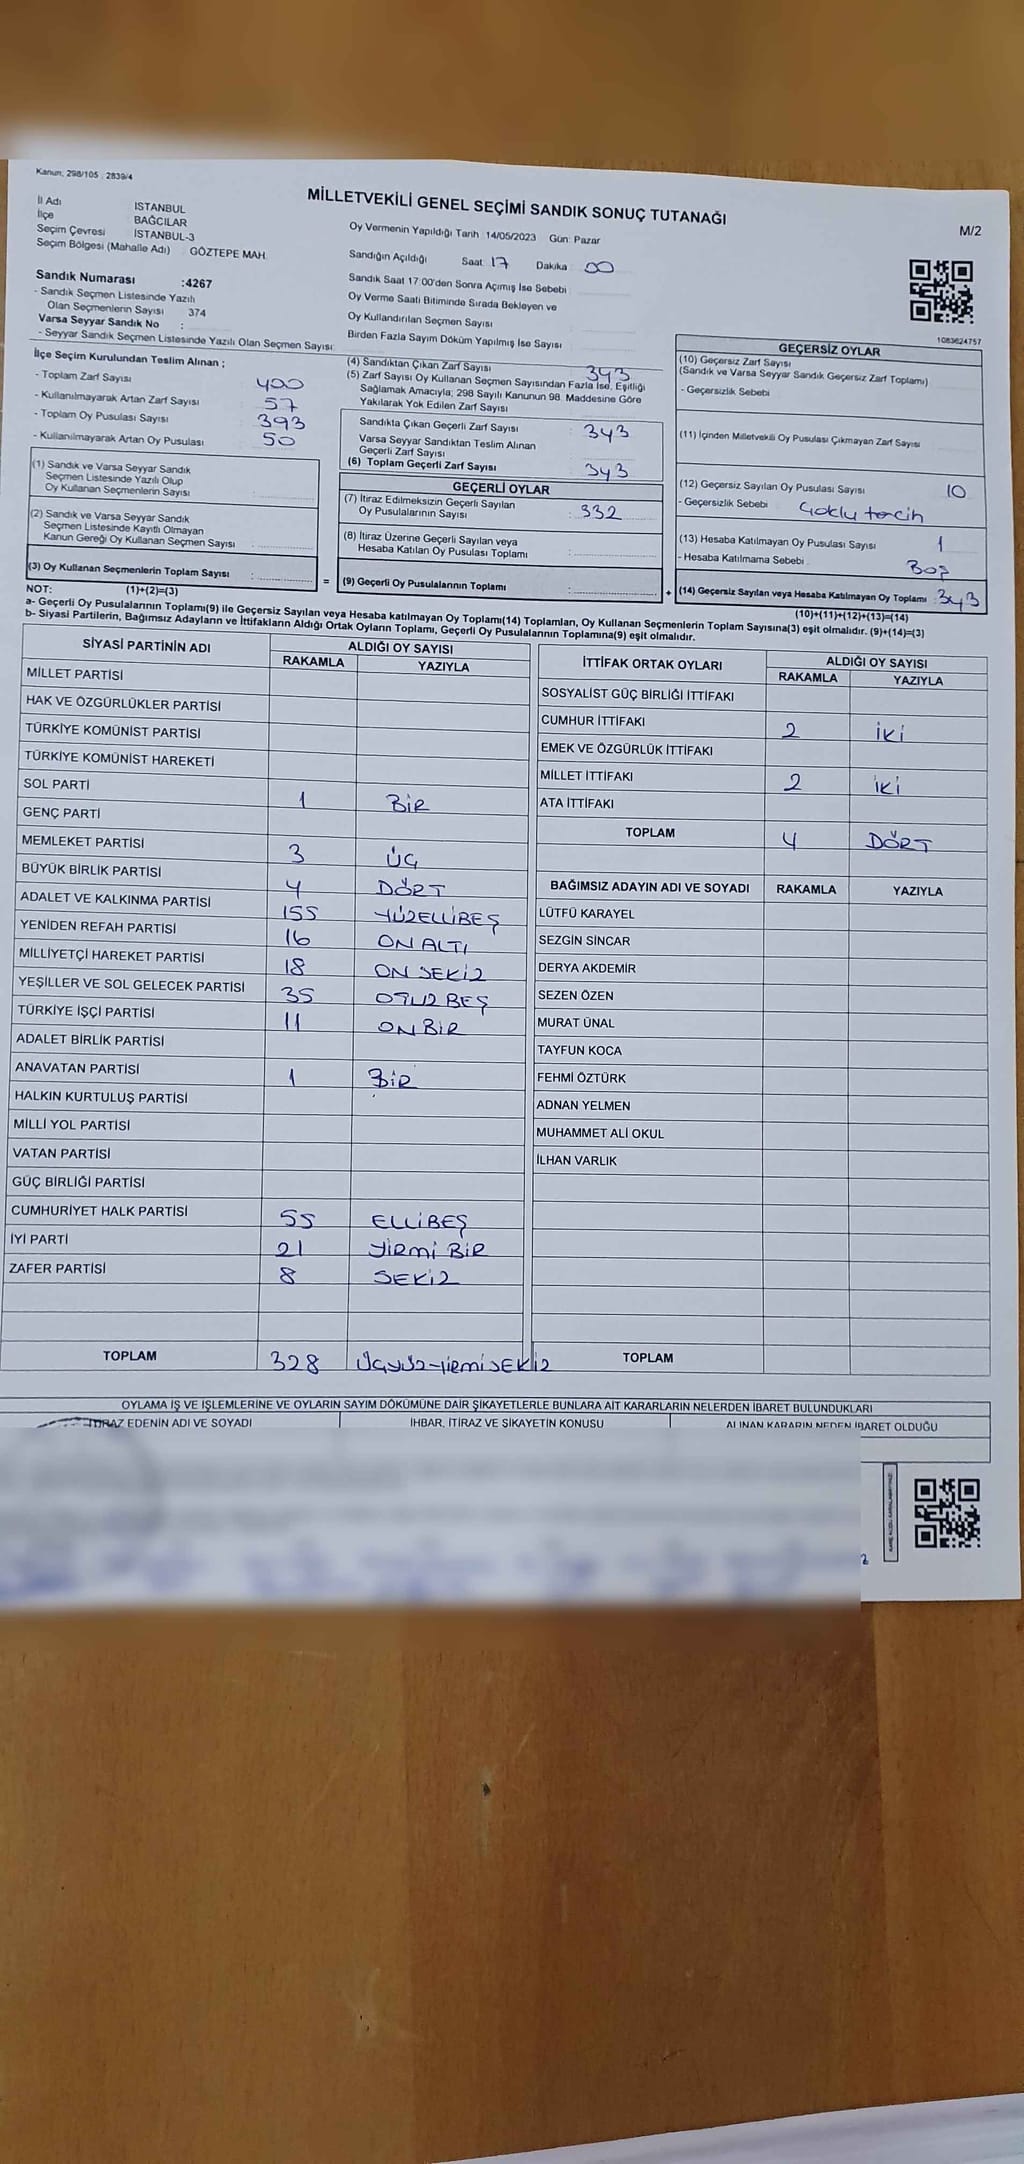 Kanun; 298/105 , 2839/4
MİLLETVEKİLİ GENEL SEÇİMİ SANDIK SONUÇ TUTANAĞI
M/2
İl Adı İSTANBUL
İlçe BAĞCILAR
Seçim Çevresi İSTANBUL-3
Seçim Bölgesi (Mahalle Adı) GÖZTEPE MAH.
Oy Vermenin Yapıldığı Tarih 14/05/2023 Gün: Pazar
Sandığın Açıldığı Saat 17 Dakika 00
Sandık Saat 17:00'den Sonra Açımış İse Sebebi
Oy Verme Saati Bitiminde Sırada Bekleyen ve
Oy Kullandırılan Seçmen Sayısı
Birden Fazla Sayım Döküm Yapılmış İse Sayısı
Sandık Numarası :4267
- Sandık Seçmen Listesinde Yazılı
Olan Seçmenlerin Sayısı 374
Varsa Seyyar Sandık No :
- Seyyar Sandık Seçmen Listesinde Yazılı Olan Seçmen Sayısı:
1083624757
İlçe Seçim Kurulundan Teslim Alınan ;
- Toplam Zarf Sayısı 400
- Kullanılmayarak Artan Zarf Sayısı 57
- Toplam Oy Pusulası Sayısı 393
- Kullanılmayarak Artan Oy Pusulası 50
(1) Sandık ve Varsa Seyyar Sandık
Seçmen Listesinde Yazılı Olup
Oy Kullanan Seçmenlerin Sayısı :
(2) Sandık ve Varsa Seyyar Sandık
Seçmen Listesinde Kayıtlı Olmayan
Kanun Gereği Oy Kullanan Seçmen Sayısı :
(3) Oy Kullanan Seçmenlerin Toplam Sayısı :
(4) Sandıktan Çıkan Zarf Sayısı : 343
(5) Zarf Sayısı Oy Kullanan Seçmen Sayısından Fazla İse, Eşitliği
Sağlamak Amacıyla; 298 Sayılı Kanunun 98. Maddesine Göre
Yakılarak Yok Edilen Zarf Sayısı
Sandıkta Çıkan Geçerli Zarf Sayısı : 343
Varsa Seyyar Sandıktan Teslim Alınan
Geçerli Zarf Sayısı
(6) Toplam Geçerli Zarf Sayısı 343
GEÇERLİ OYLAR
(7) İtiraz Edilmeksizin Geçerli Sayılan
Oy Pusulalarının Sayısı : 332
(8) İtiraz Üzerine Geçerli Sayılan veya
Hesaba Katılan Oy Pusulası Toplamı :
= (9) Geçerli Oy Pusulalarının Toplamı :
GEÇERSİZ OYLAR
(10) Geçersiz Zarf Sayısı
(Sandık ve Varsa Seyyar Sandık Geçersiz Zarf Toplamı)
- Geçersizlik Sebebi
(11) İçinden Milletvekili Oy Pusulası Çıkmayan Zarf Sayısı
(12) Geçersiz Sayılan Oy Pusulası Sayısı 10
- Geçersizlik Sebebi Çoklu tercih
(13) Hesaba Katılmayan Oy Pusulası Sayısı 1
- Hesaba Katılmama Sebebi Boş
+ (14) Geçersiz Sayılan veya Hesaba Katılmayan Oy Toplamı 343
NOT: (1)+(2)=(3)
(10)+(11)+(12)+(13)=(14)
a- Geçerli Oy Pusulalarının Toplamı(9) ile Geçersiz Sayılan veya Hesaba katılmayan Oy Toplamı(14) Toplamları, Oy Kullanan Seçmenlerin Toplam Sayısına(3) eşit olmalıdır. (9)+(14)=(3)
b- Siyasi Partilerin, Bağımsız Adayların ve İttifakların Aldığı Ortak Oyların Toplamı, Geçerli Oy Pusulalarının Toplamına(9) eşit olmalıdır.
SİYASİ PARTİNİN ADI ALDIĞI OY SAYISI
RAKAMLA YAZIYLA
MİLLET PARTİSİ
HAK VE ÖZGÜRLÜKLER PARTİSİ
TÜRKİYE KOMÜNİST PARTİSİ
TÜRKİYE KOMÜNİST HAREKETİ
SOL PARTİ 1 BİR
GENÇ PARTİ
MEMLEKET PARTİSİ 3 ÜÇ
BÜYÜK BİRLİK PARTİSİ 4 DÖRT
ADALET VE KALKINMA PARTİSİ 155 YÜZELLİBEŞ
YENİDEN REFAH PARTİSİ 16 ON ALTI
MİLLİYETÇİ HAREKET PARTİSİ 18 ON SEKİZ
YEŞİLLER VE SOL GELECEK PARTİSİ 35 OTUZ BEŞ
TÜRKİYE İŞÇİ PARTİSİ 11 ON BİR
ADALET BİRLİK PARTİSİ
ANAVATAN PARTİSİ 1 BİR
HALKIN KURTULUŞ PARTİSİ
MİLLİ YOL PARTİSİ
VATAN PARTİSİ
GÜÇ BİRLİĞİ PARTİSİ
CUMHURİYET HALK PARTİSİ 55 ELLİBEŞ
İYİ PARTİ 21 YİRMİ BİR
ZAFER PARTİSİ 8 SEKİZ
TOPLAM 328 ÜÇYÜZ YİRMİSEKİZ
İTTİFAK ORTAK OYLARI ALDIĞI OY SAYISI
RAKAMLA YAZIYLA
SOSYALİST GÜÇ BİRLİĞİ İTTİFAKI
CUMHUR İTTİFAKI 2 İKİ
EMEK VE ÖZGÜRLÜK İTTİFAKI
MİLLET İTTİFAKI 2 İKİ
ATA İTTİFAKI
TOPLAM 4 DÖRT
BAĞIMSIZ ADAYIN ADI VE SOYADI RAKAMLA YAZIYLA
LÜTFÜ KARAYEL
SEZGİN SİNCAR
DERYA AKDEMİR
SEZEN ÖZEN
MURAT ÜNAL
TAYFUN KOCA
FEHMİ ÖZTÜRK
ADNAN YELMEN
MUHAMMET ALİ OKUL
İLHAN VARLIK
TOPLAM
OYLAMA İŞ VE İŞLEMLERİNE VE OYLARIN SAYIM DÖKÜMÜNE DAİR ŞİKAYETLERLE BUNLARA AİT KARARLARIN NELERDEN İBARET BULUNDUKLARI
İTİRAZ EDENİN ADI VE SOYADI İHBAR, İTİRAZ VE ŞİKAYETİN KONUSU ALINAN KARARIN NEDEN İBARET OLDUĞU